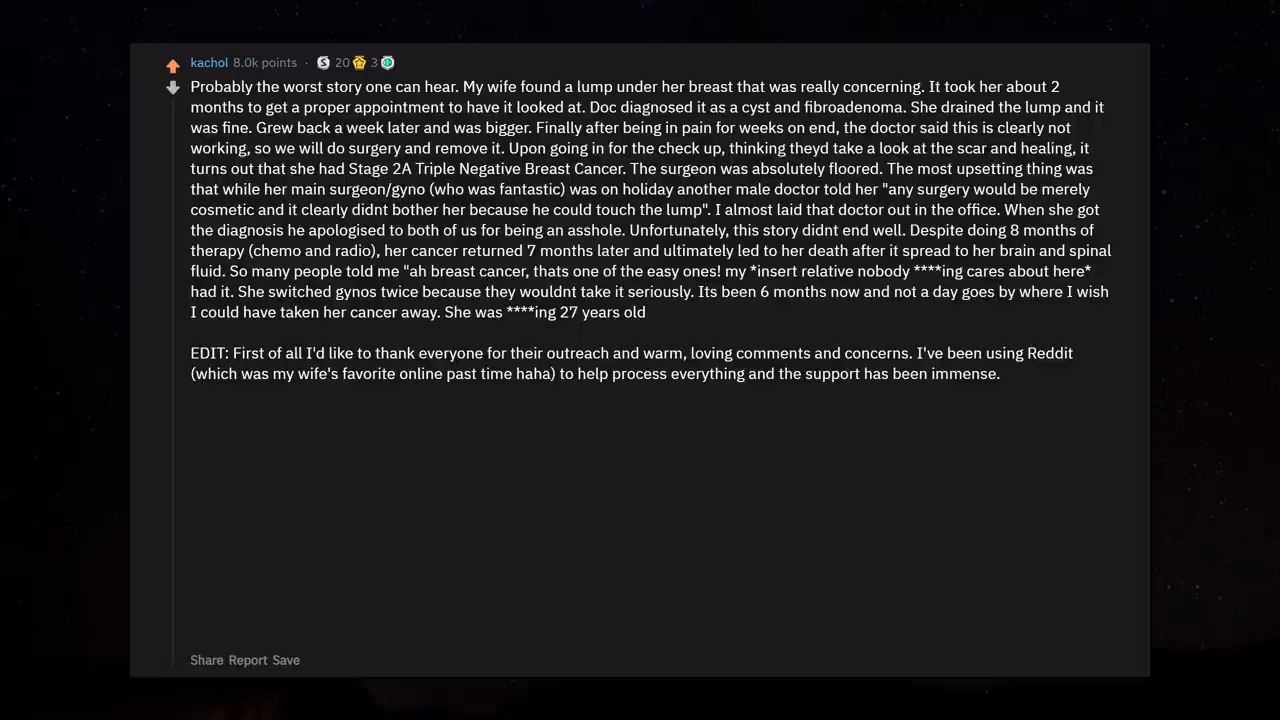 kachol 8.0k points · 20 3
Probably the worst story one can hear. My wife found a lump under her breast that was really concerning. It took her about 2
months to get a proper appointment to have it looked at. Doc diagnosed it as a cyst and fibroadenoma. She drained the lump and it
was fine. Grew back a week later and was bigger. Finally after being in pain for weeks on end, the doctor said this is clearly not
working, so we will do surgery and remove it. Upon going in for the check up, thinking theyd take a look at the scar and healing, it
turns out that she had Stage 2A Triple Negative Breast Cancer. The surgeon was absolutely floored. The most upsetting thing was
that while her main surgeon/gyno (who was fantastic) was on holiday another male doctor told her "any surgery would be merely
cosmetic and it clearly didnt bother her because he could touch the lump". I almost laid that doctor out in the office. When she got
the diagnosis he apologised to both of us for being an asshole. Unfortunately, this story didnt end well. Despite doing 8 months of
therapy (chemo and radio), her cancer returned 7 months later and ultimately led to her death after it spread to her brain and spinal
fluid. So many people told me "ah breast cancer, thats one of the easy ones! my *insert relative nobody ****ing cares about here*
had it. She switched gynos twice because they wouldnt take it seriously. Its been 6 months now and not a day goes by where I wish
I could have taken her cancer away. She was ****ing 27 years old
EDIT: First of all I'd like to thank everyone for their outreach and warm, loving comments and concerns. I've been using Reddit
(which was my wife's favorite online past time haha) to help process everything and the support has been immense.
Share Report Save